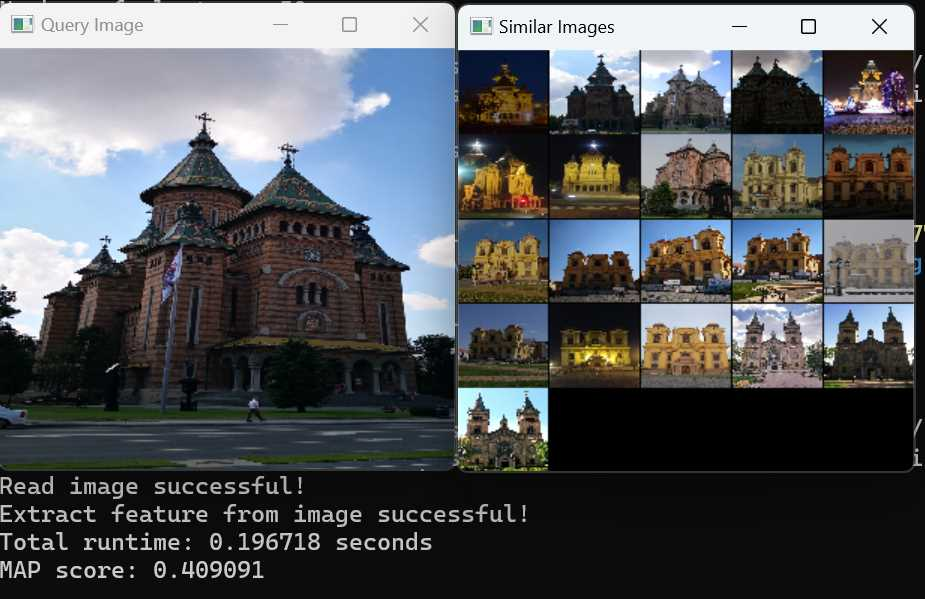 Query Image
Similar Images
Read image successful!
Extract feature from image successful!
Total runtime: 0.196718 seconds
MAP score: 0.409091